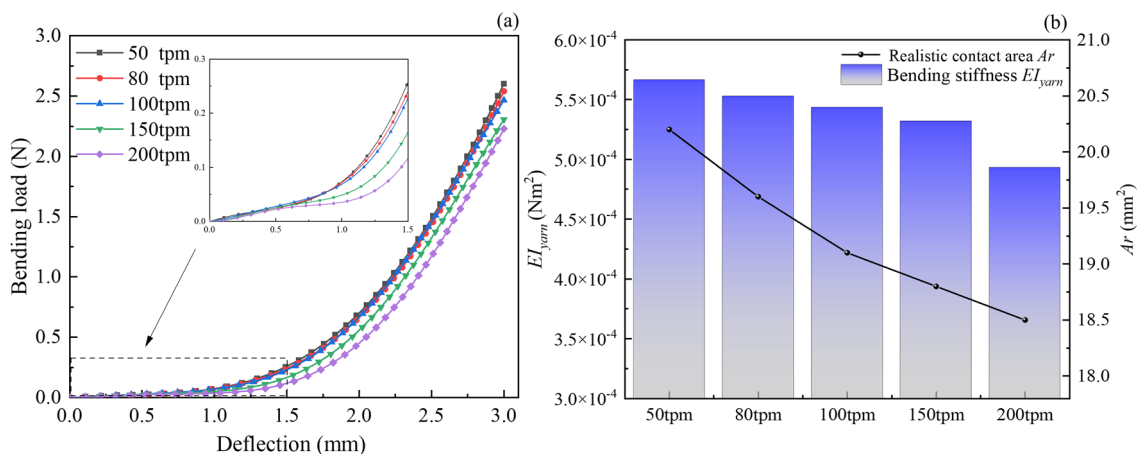 (a)
3.0
2.5
2.0
1.5
1.0
0.5
0.0
Bending load (N)
50 tpm
80 tpm
100tpm
150tpm
200tpm
0.3
0.2
0.1
0.0
0.0 0.5 1.0 1.5
0.0 0.5 1.0 1.5 2.0 2.5 3.0
Deflection (mm)
(b)
6.0×10⁻⁴
5.5×10⁻⁴
5.0×10⁻⁴
4.5×10⁻⁴
4.0×10⁻⁴
3.5×10⁻⁴
3.0×10⁻⁴
EI_yarn (Nm²)
Realistic contact area Ar
Bending stiffness EI_yarn
21.0
20.5
20.0
19.5
19.0
18.5
18.0
Ar (mm²)
50tpm 80tpm 100tpm 150tpm 200tpm